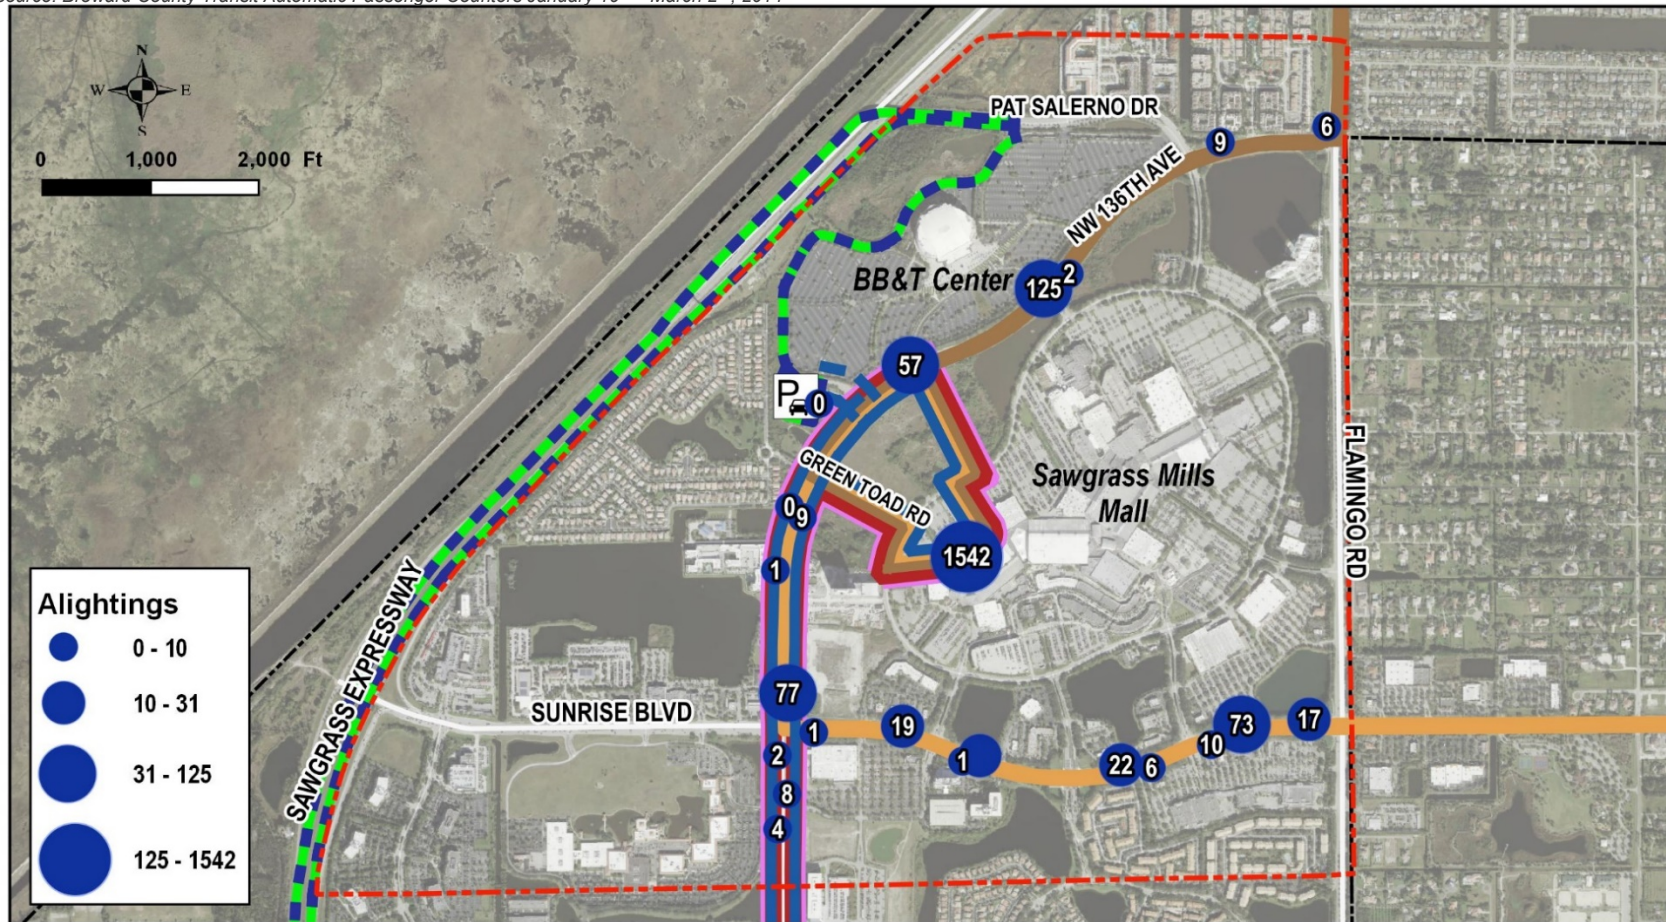 N
W E
S
0 1,000 2,000 Ft
PAT SALERNO DR
6
9
NW 136TH AVE
BB&T Center
125
2
57
P
0
GREEN TOAD RD
Sawgrass Mills
Mall
FLAMINGO RD
0
9
1542
1
SAWGRASS EXPRESSWAY
77
SUNRISE BLVD
1
19
1
22
6
10
73
17
2
8
4
Alightings
0 - 10
10 - 31
31 - 125
125 - 1542